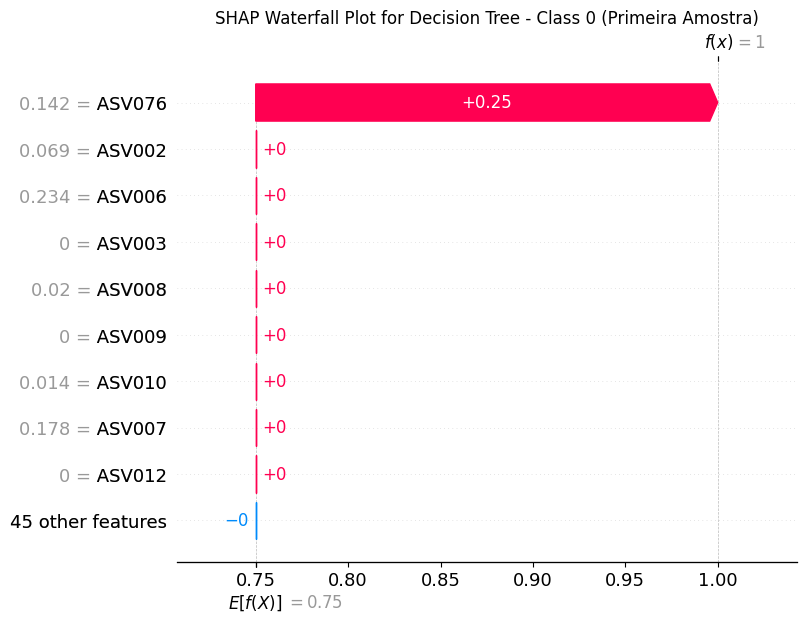 SHAP Waterfall Plot for Decision Tree - Class 0 (Primeira Amostra)
f(x) = 1
0.142 = ASV076 +0.25
0.069 = ASV002 +0
0.234 = ASV006 +0
0 = ASV003 +0
0.02 = ASV008 +0
0 = ASV009 +0
0.014 = ASV010 +0
0.178 = ASV007 +0
0 = ASV012 +0
45 other features −0
0.75 0.80 0.85 0.90 0.95 1.00
E[f(X)] = 0.75